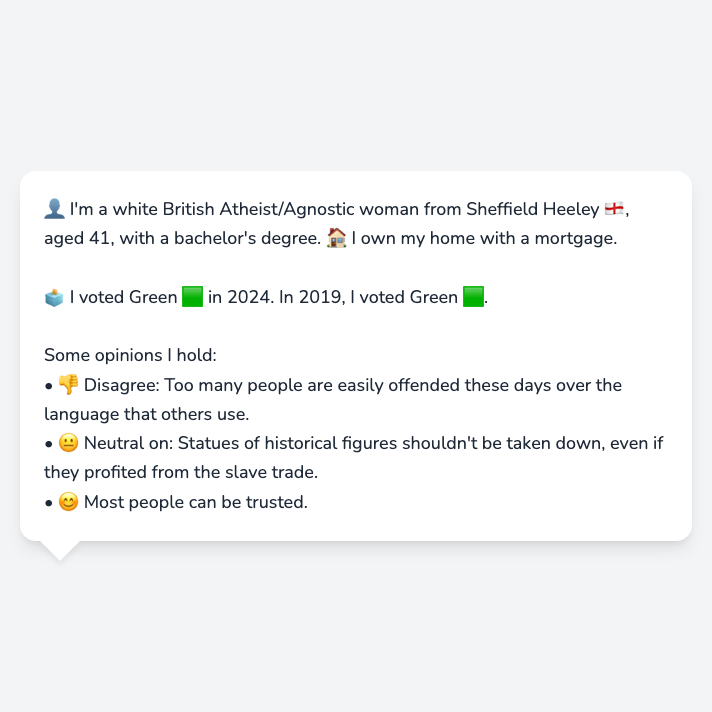 👤 I'm a white British Atheist/Agnostic woman from Sheffield Heeley 🏴󠁧󠁢󠁥󠁮󠁧󠁿,
aged 41, with a bachelor's degree. 🏠 I own my home with a mortgage.
🗳️ I voted Green 🟩 in 2024. In 2019, I voted Green 🟩.
Some opinions I hold:
• 👎 Disagree: Too many people are easily offended these days over the
language that others use.
• 😐 Neutral on: Statues of historical figures shouldn't be taken down, even if
they profited from the slave trade.
• 😊 Most people can be trusted.